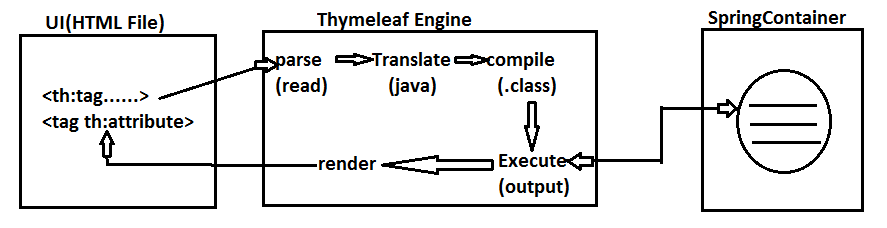 UI(HTML File)
Thymeleaf Engine
SpringContainer
<th:tag......>
<tag th:attribute>
parse
(read)
Translate
(java)
compile
(.class)
Execute
(output)
render